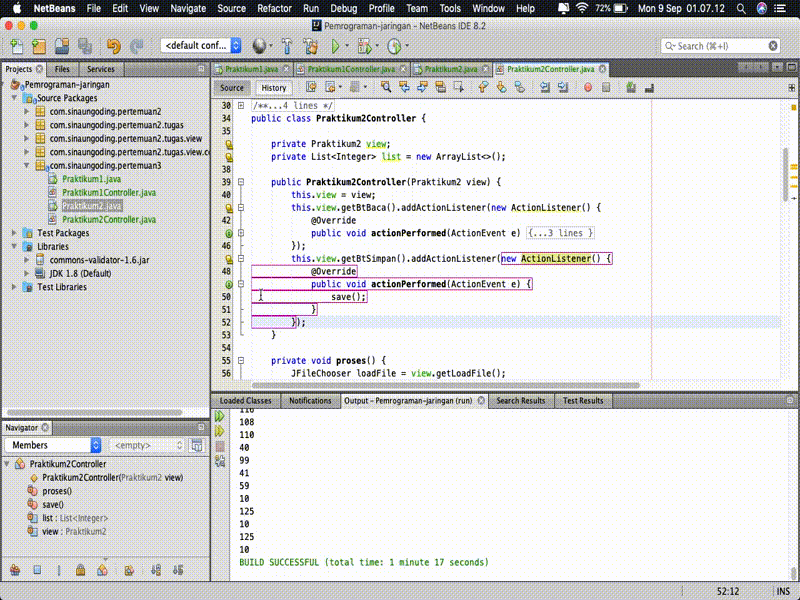 NetBeans File Edit View Navigate Source Refactor Run Debug Profile Team Tools Window Help 72% Mon 9 Sep 01.07.12
Pemrograman-jaringan - NetBeans IDE 8.2
<default conf... Search (⌘+I)
Projects Files Services
Praktikum1.java Praktikum1Controller.java Praktikum2.java Praktikum2Controller.java
Source History
Pemrograman-jaringan
Source Packages
com.sinaungoding.pertemuan2
com.sinaungoding.pertemuan2.tugas
com.sinaungoding.pertemuan2.tugas.view
com.sinaungoding.pertemuan2.tugas.view.co
com.sinaungoding.pertemuan3
Praktikum1.java
Praktikum1Controller.java
Praktikum2.java
Praktikum2Controller.java
Test Packages
Libraries
commons-validator-1.6.jar
JDK 1.8 (Default)
Test Libraries
30 /**...4 lines */
34 public class Praktikum2Controller {
35
private Praktikum2 view;
private List<Integer> list = new ArrayList<>();
38
39 public Praktikum2Controller(Praktikum2 view) {
40 this.view = view;
this.view.getBtBaca().addActionListener(new ActionListener() {
42 @Override
public void actionPerformed(ActionEvent e) {...3 lines }
46 });
this.view.getBtSimpan().addActionListener(new ActionListener() {
48 @Override
public void actionPerformed(ActionEvent e) {
50 save();
51 }
52 });
53 }
54
55 private void proses() {
56 JFileChooser loadFile = view.getLoadFile();
Navigator
Members <empty>
Praktikum2Controller
Praktikum2Controller(Praktikum2 view)
proses()
save()
list : List<Integer>
view : Praktikum2
Loaded Classes Notifications Output - Pemrograman-jaringan (run) Search Results Test Results
108
110
40
99
41
59
10
125
10
125
10
BUILD SUCCESSFUL (total time: 1 minute 17 seconds)
52:12 INS